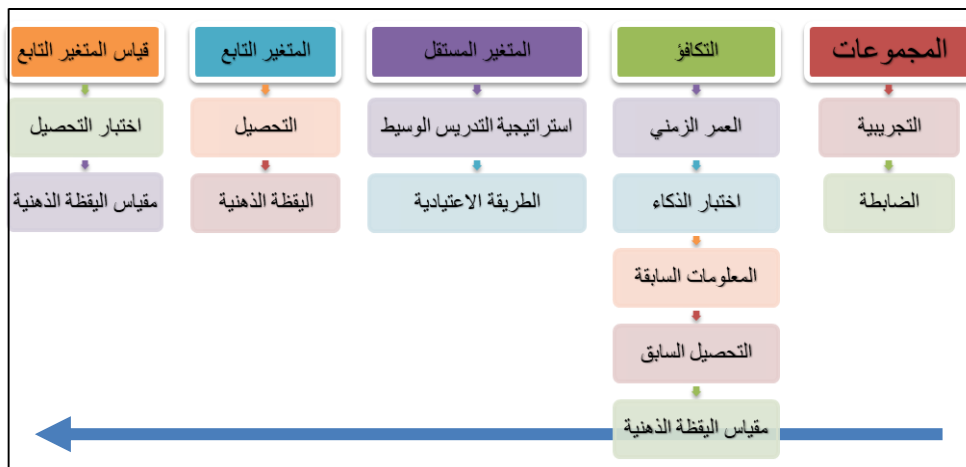 المجموعات
التجريبية
الضابطة
التكافؤ
العمر الزمني
اختبار الذكاء
المعلومات السابقة
التحصيل السابق
مقياس اليقظة الذهنية
المتغير المستقل
استراتيجية التدريس الوسيط
الطريقة الاعتيادية
المتغير التابع
التحصيل
اليقظة الذهنية
قياس المتغير التابع
اختبار التحصيل
مقياس اليقظة الذهنية